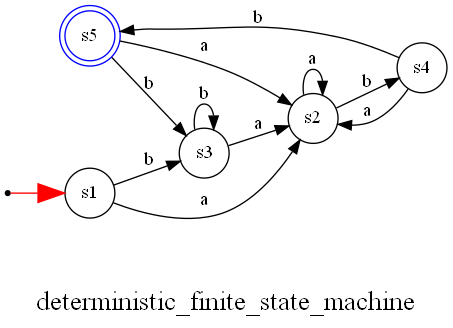 b
s5
a
s4
b
a
b
s2
b
a
s3
a
b
s1
a
deterministic_finite_state_machine